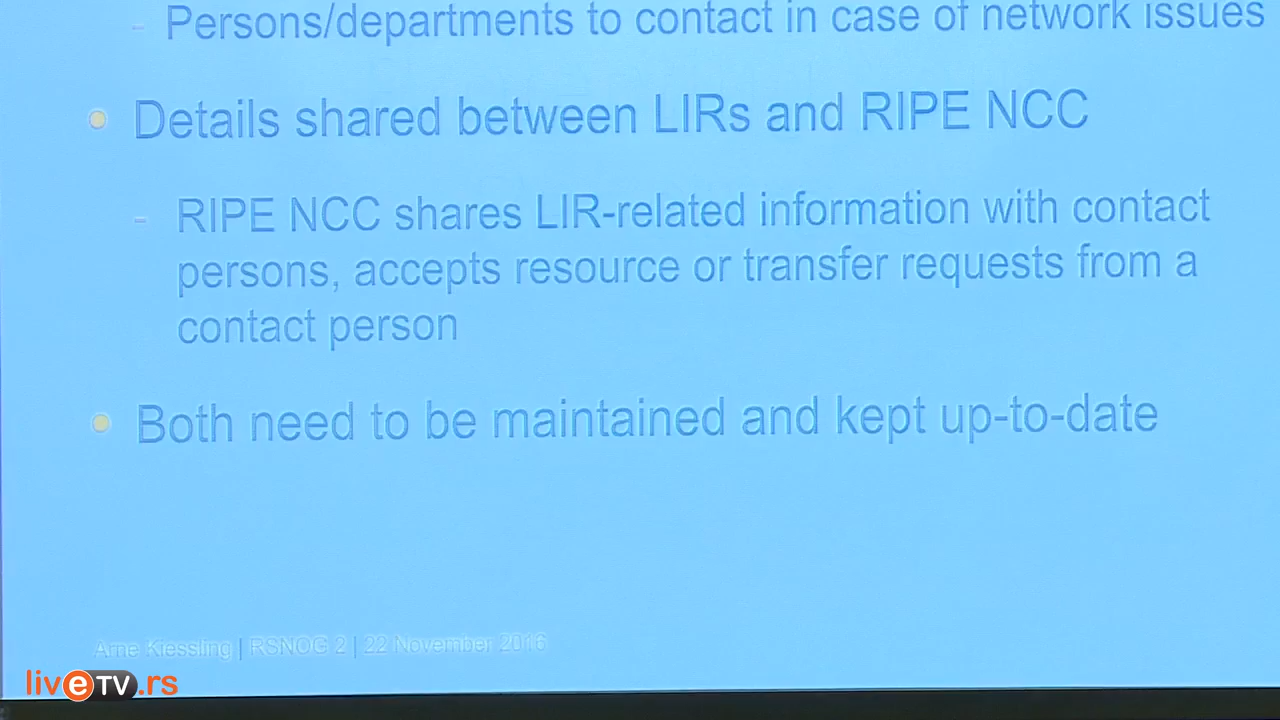 - Persons/departments to contact in case of network issues
Details shared between LIRs and RIPE NCC
- RIPE NCC shares LIR-related information with contact
persons, accepts resource or transfer requests from a
contact person
Both need to be maintained and kept up-to-date
Arne Kiessling | RSNOG 2 | 22 November 2016
liveTV.rs